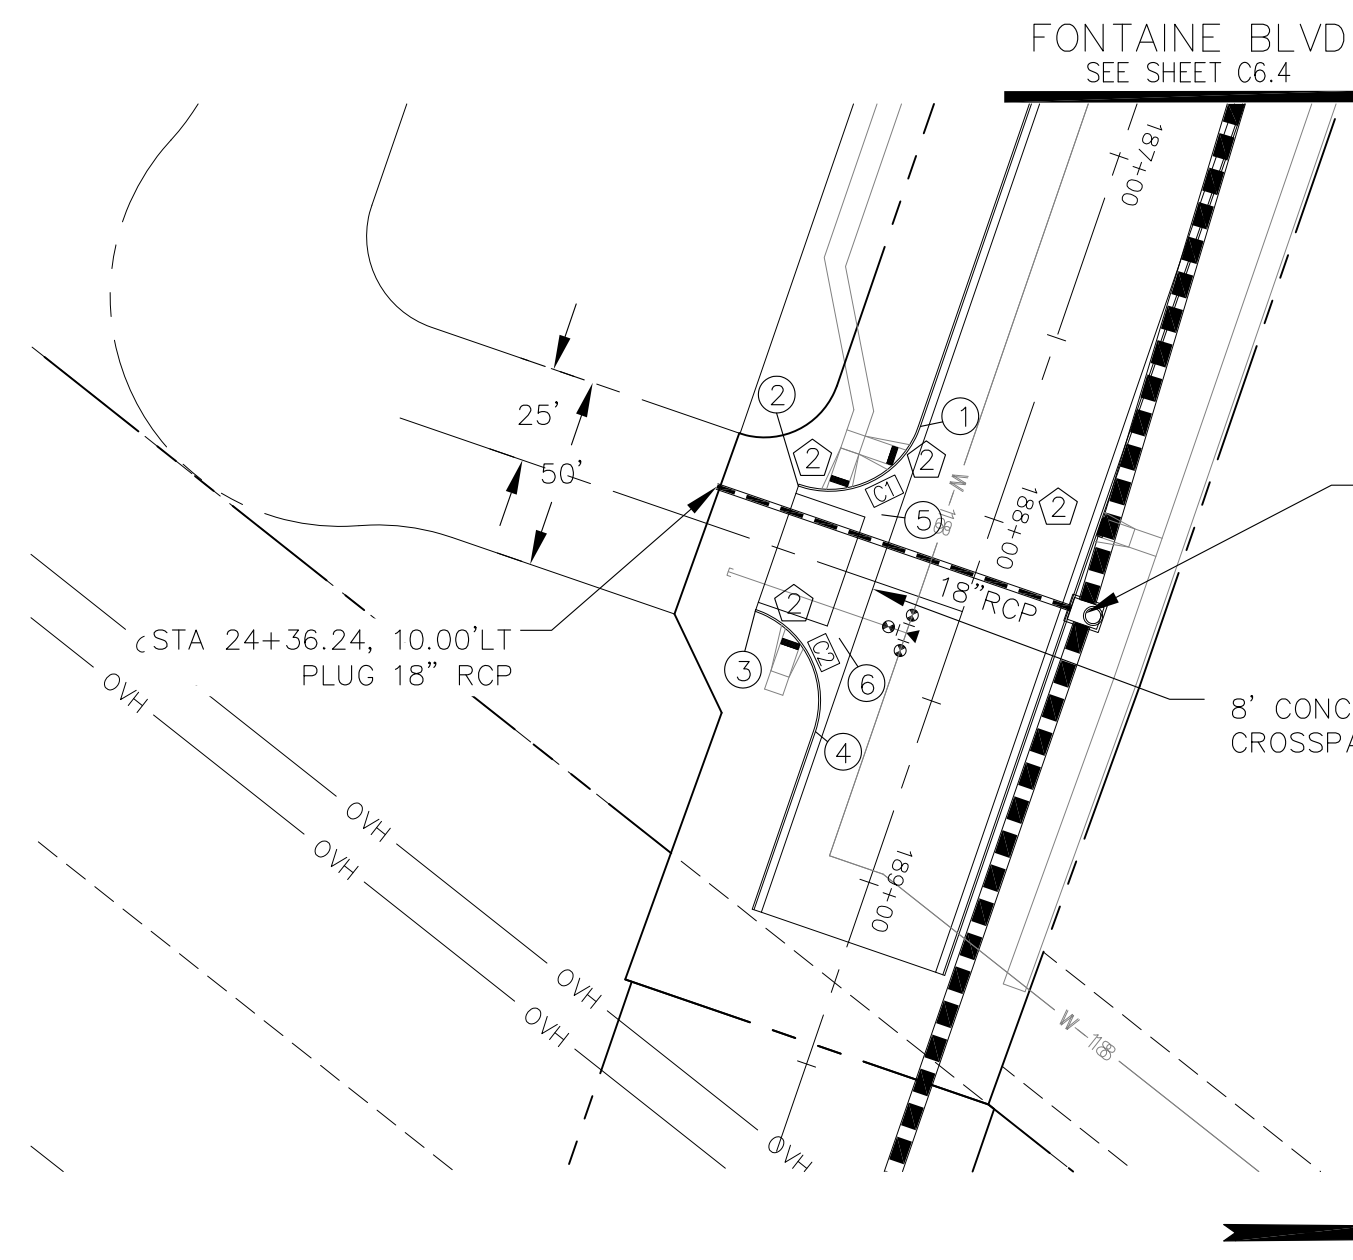 FONTAINE BLVD
SEE SHEET C6.4
187+00
25'
2
1
50'
2
2
W
C1
2
5
188+00
18"RCP
2
STA 24+36.24, 10.00'LT
PLUG 18" RCP
C2
3
6
OVH
8' CONC
4
OVH
OVH
189+00
OVH
OVH
W
OVH